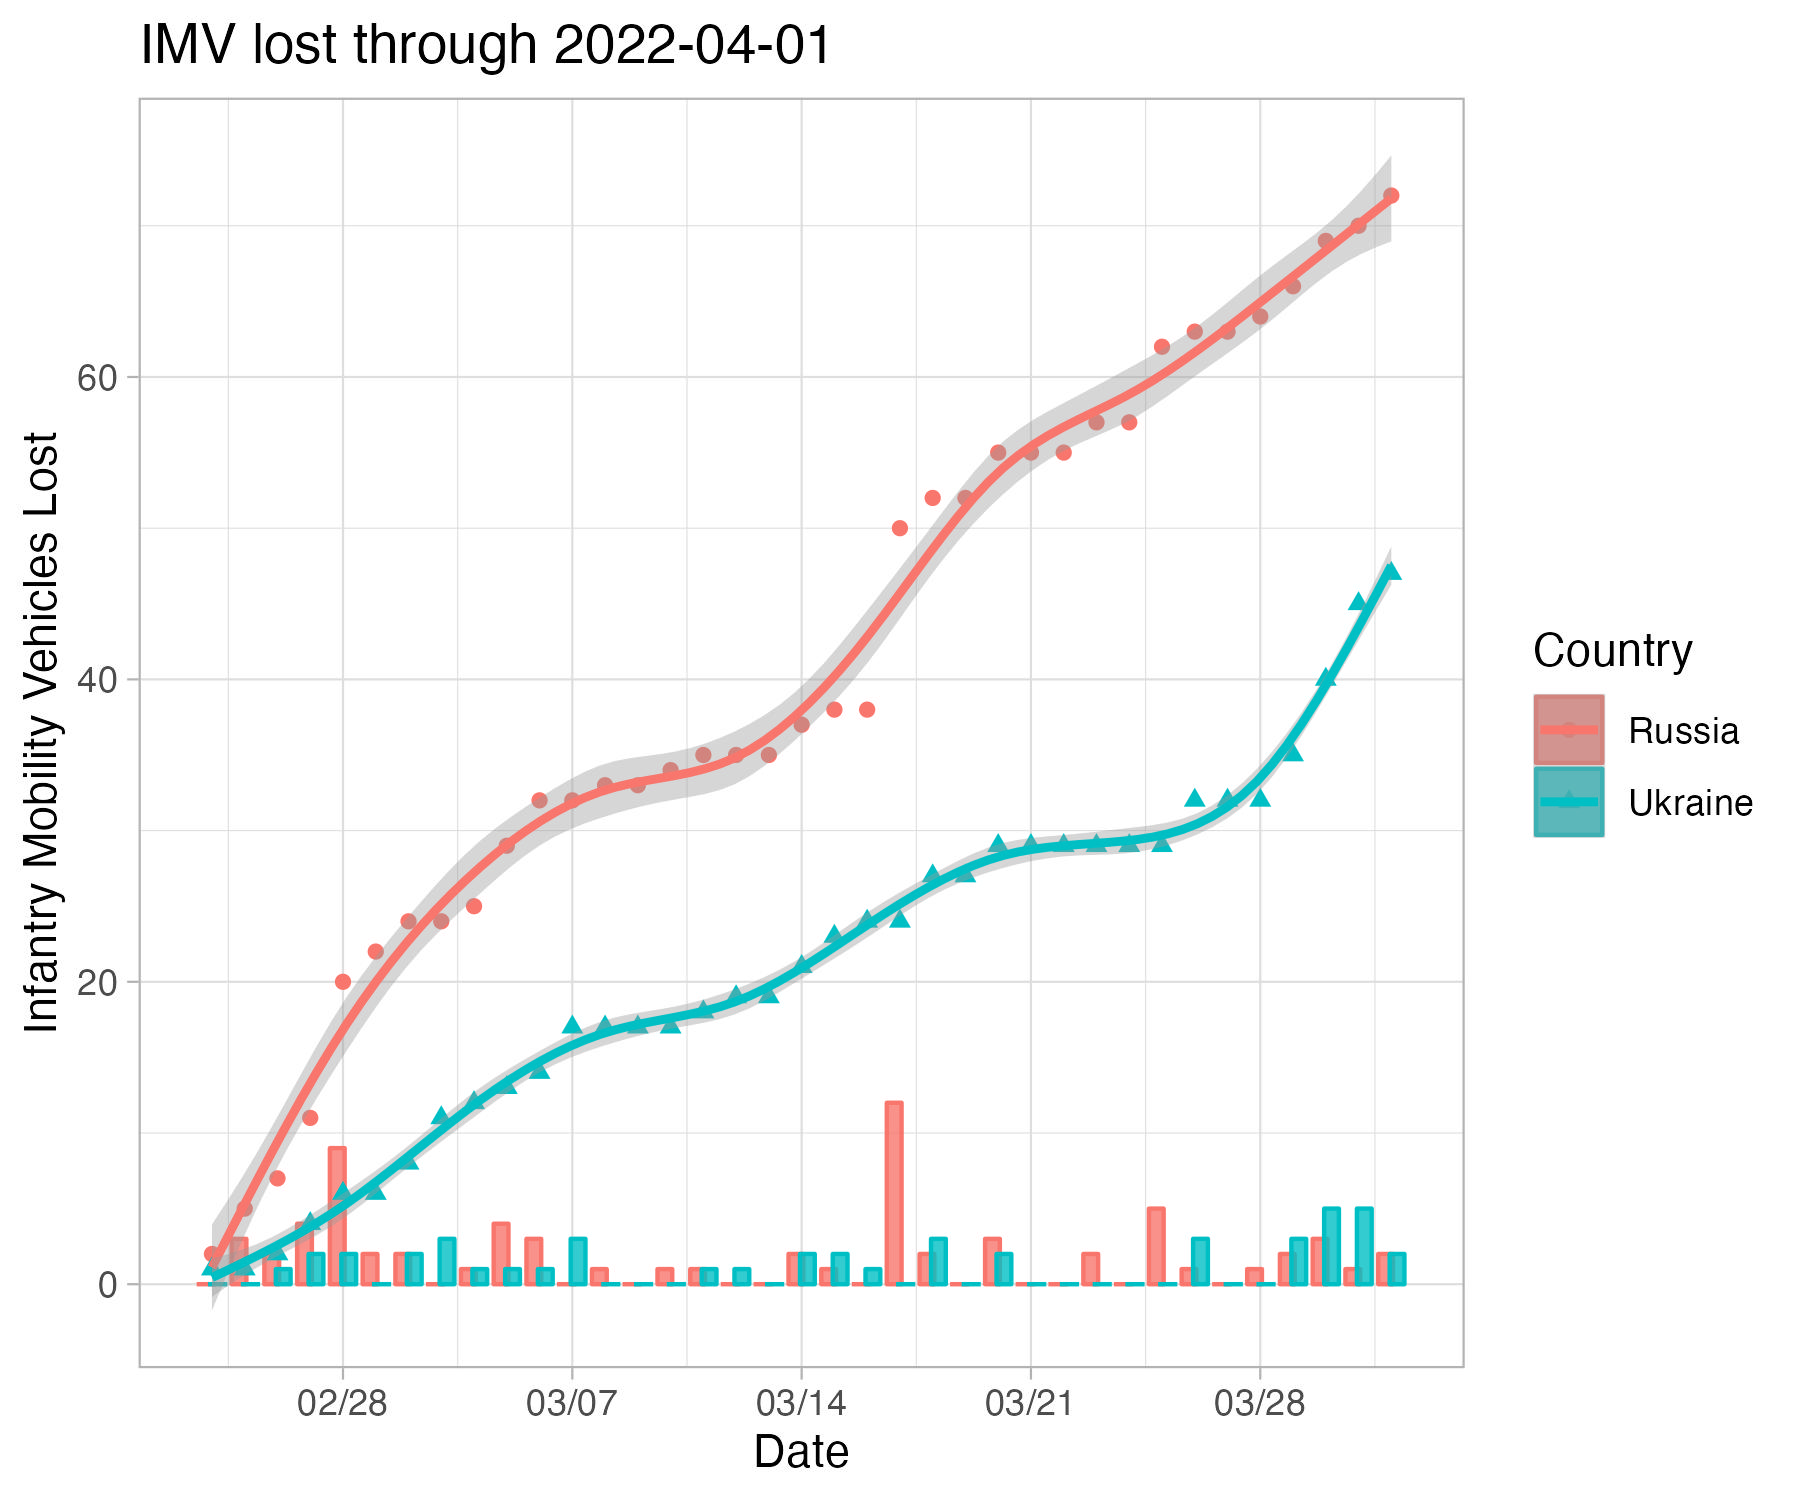 IMV lost through 2022-04-01
Infantry Mobility Vehicles Lost
60
40
20
0
02/28 03/07 03/14 03/21 03/28
Date
Country
Russia
Ukraine